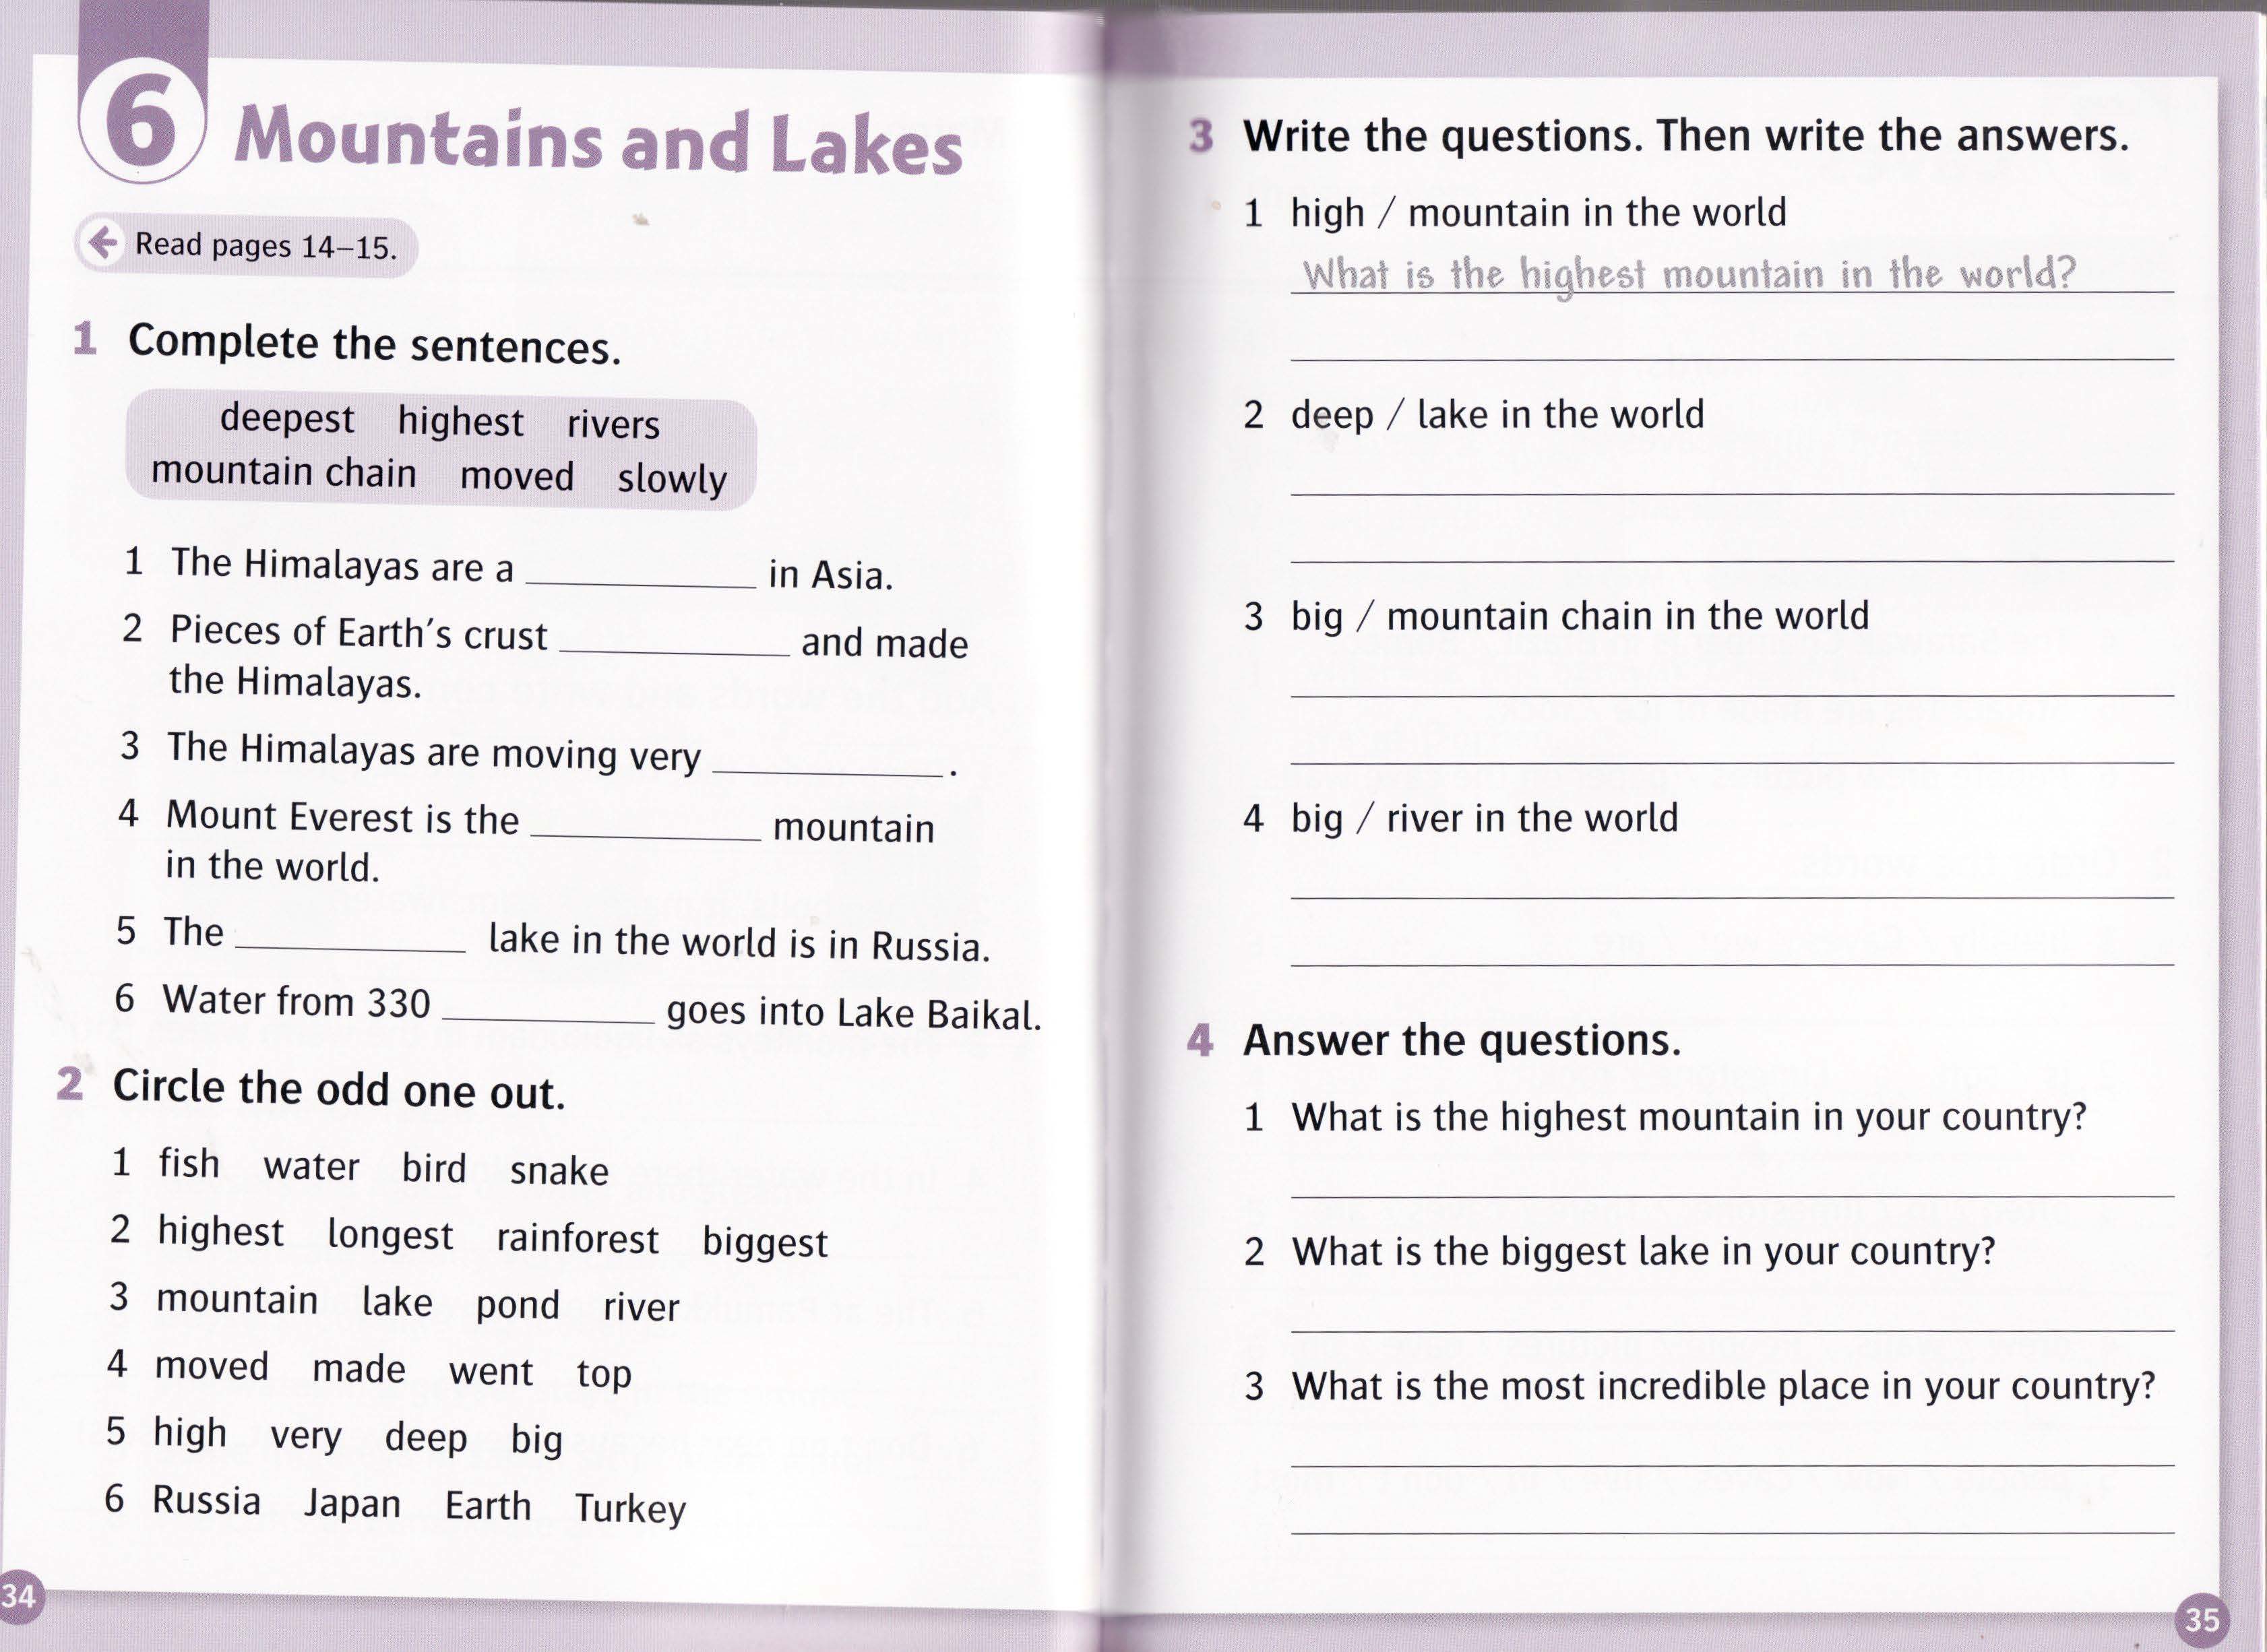 6 Mountains and Lakes
Read pages 14–15.
1 Complete the sentences.
deepest highest rivers
mountain chain moved slowly
1 The Himalayas are a ____________ in Asia.
2 Pieces of Earth's crust ____________ and made
the Himalayas.
3 The Himalayas are moving very ____________.
4 Mount Everest is the ____________ mountain
in the world.
5 The ____________ lake in the world is in Russia.
6 Water from 330 ____________ goes into Lake Baikal.
2 Circle the odd one out.
1 fish water bird snake
2 highest longest rainforest biggest
3 mountain lake pond river
4 moved made went top
5 high very deep big
6 Russia Japan Earth Turkey
34
3 Write the questions. Then write the answers.
1 high / mountain in the world
What is the highest mountain in the world?
2 deep / lake in the world
3 big / mountain chain in the world
4 big / river in the world
4 Answer the questions.
1 What is the highest mountain in your country?
2 What is the biggest lake in your country?
3 What is the most incredible place in your country?
35